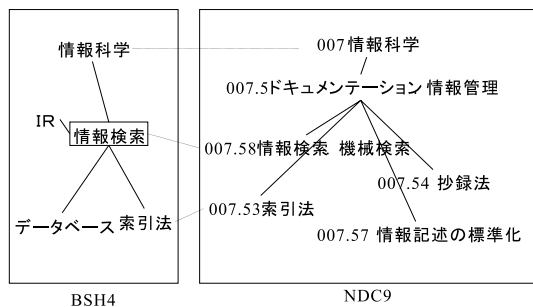 情報科学
IR
情報検索
データベース
索引法
BSH4
007情報科学
007.5ドキュメンテーション 情報管理
007.58情報検索 機械検索
007.54 抄録法
007.53索引法
007.57 情報記述の標準化
NDC9